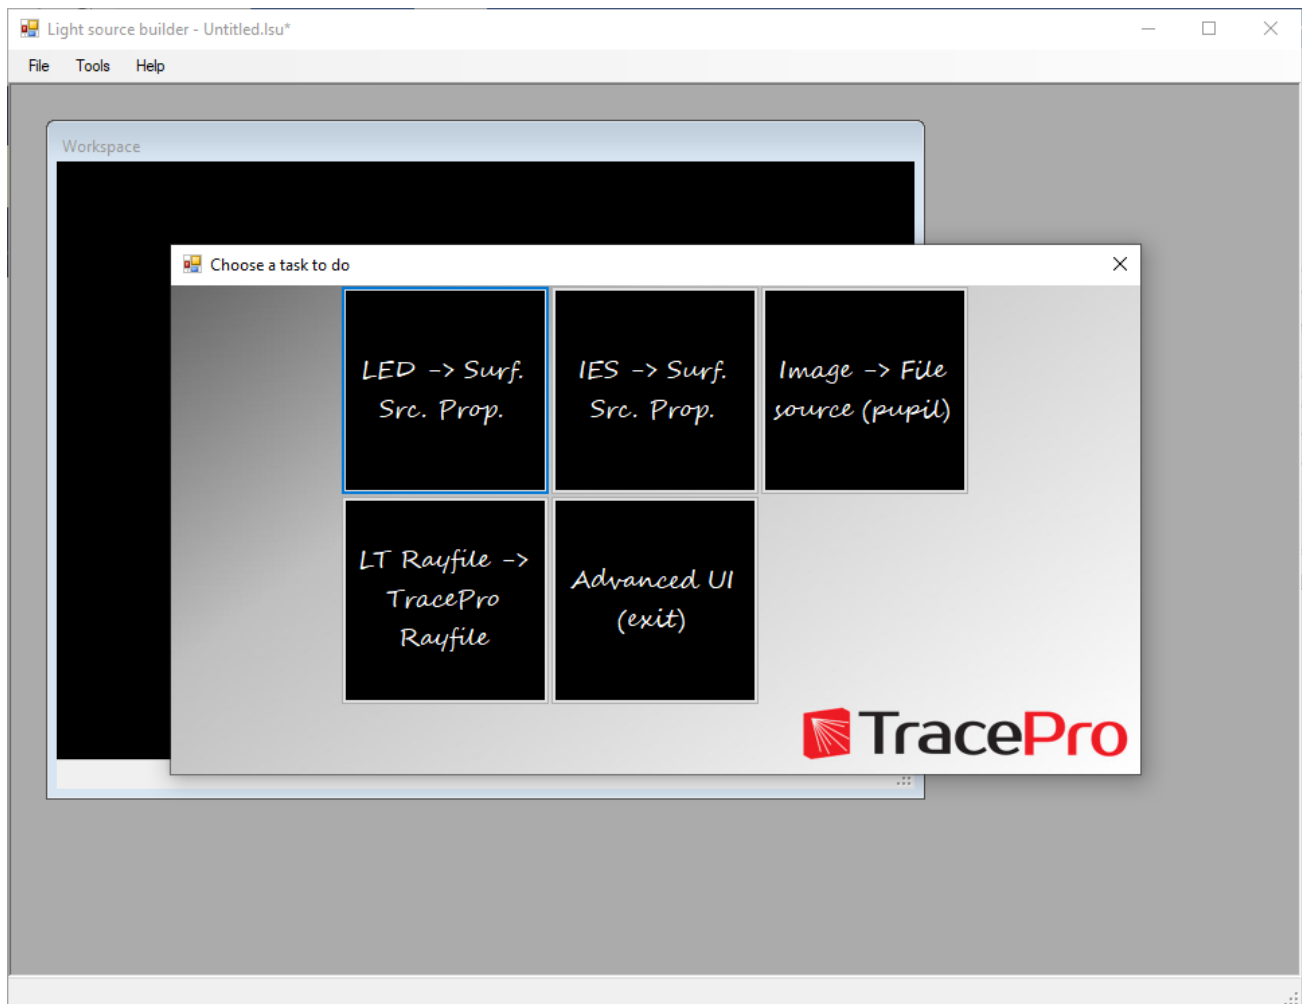 Light source builder - Untitled.lsu*
File Tools Help
Workspace
Choose a task to do
LED -> Surf.
Src. Prop.
IES -> Surf.
Src. Prop.
Image -> File
source (pupil)
LT Rayfile ->
TracePro
Rayfile
Advanced UI
(exit)
TracePro